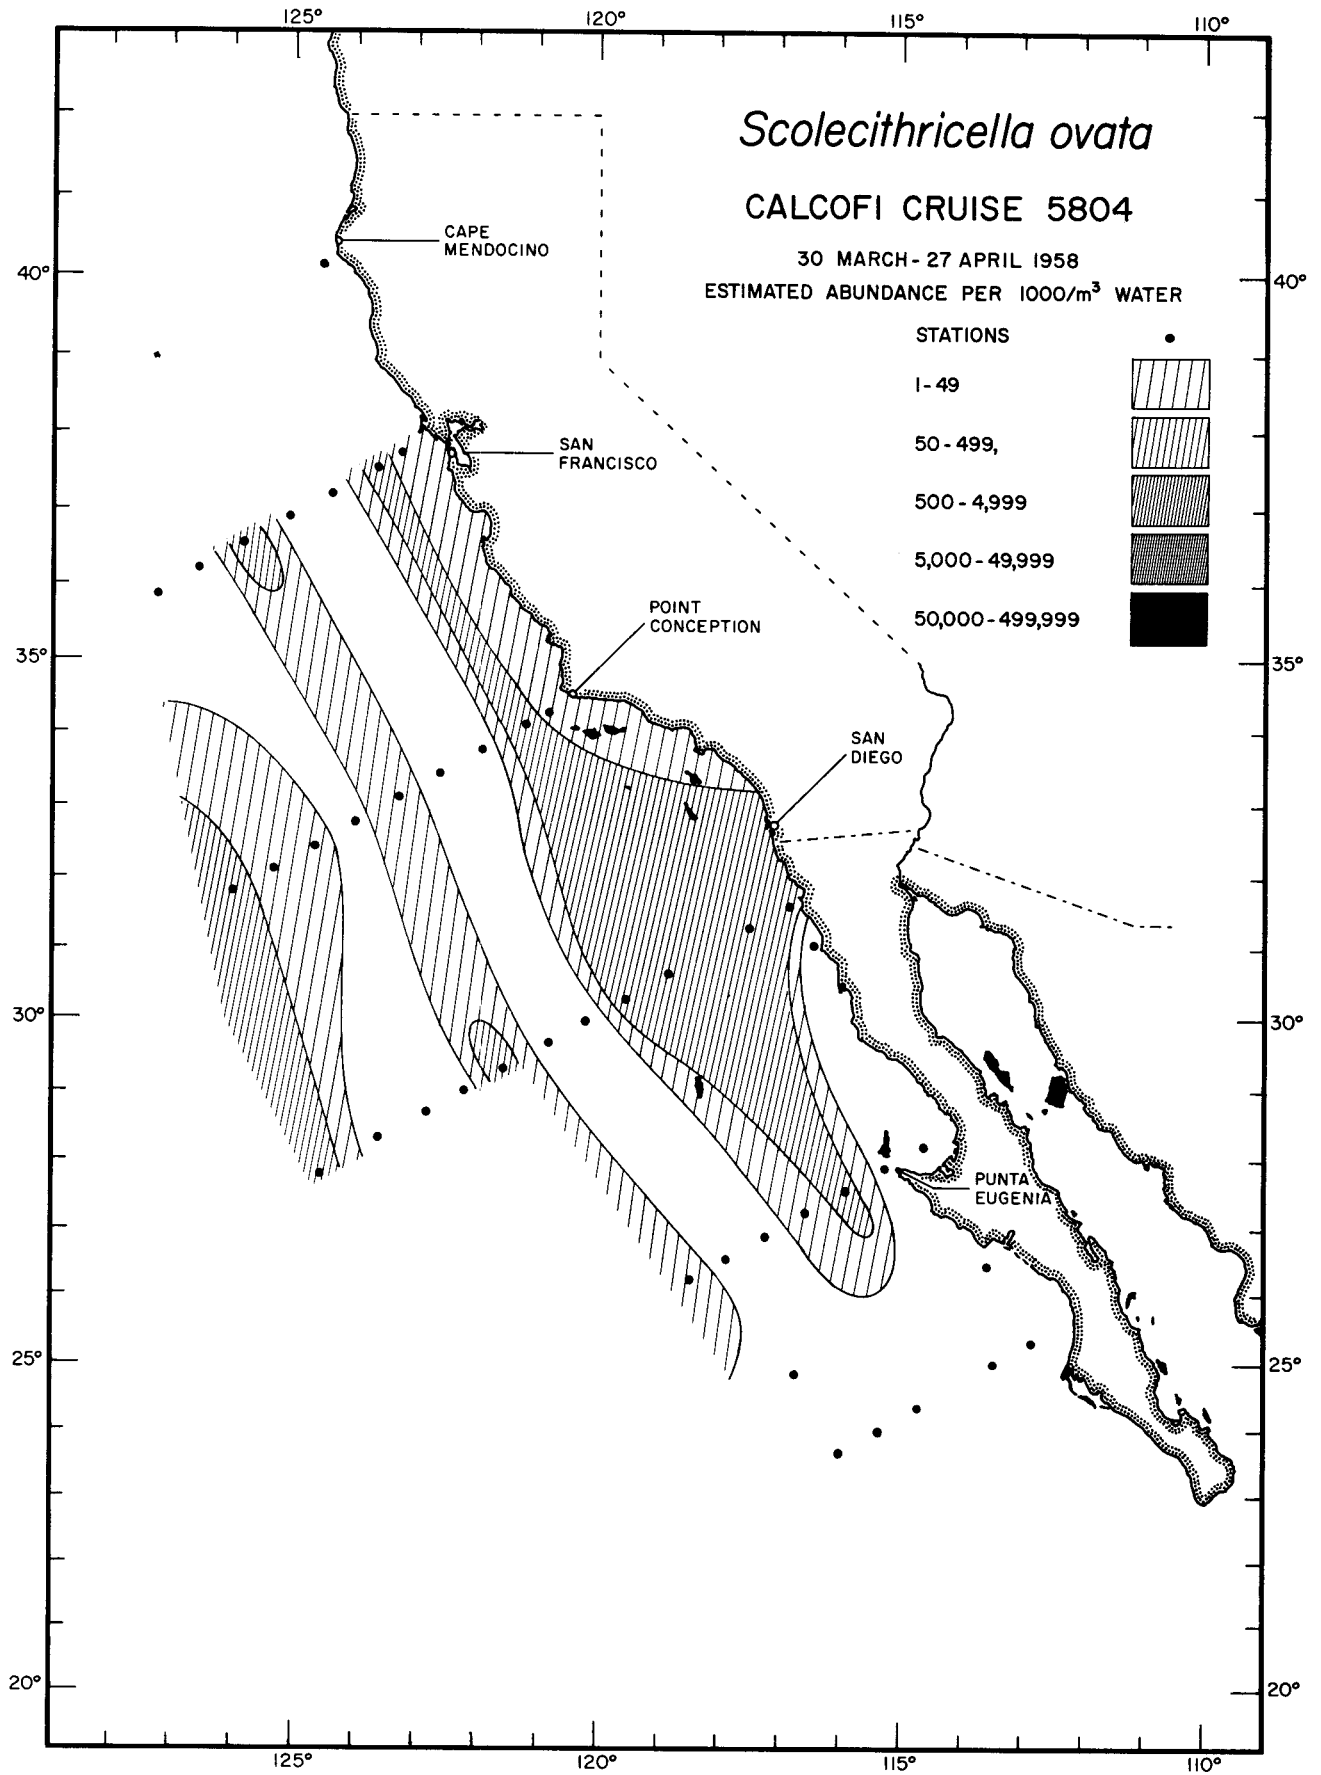 125° 120° 115° 110°
Scolecithricella ovata
CALCOFI CRUISE 5804
30 MARCH - 27 APRIL 1958
ESTIMATED ABUNDANCE PER 1000/m³ WATER
STATIONS
1 - 49
50 - 499,
500 - 4,999
5,000 - 49,999
50,000 - 499,999
CAPE
MENDOCINO
40° 40°
SAN
FRANCISCO
POINT
CONCEPTION
35° 35°
SAN
DIEGO
30° 30°
PUNTA
EUGENIA
25° 25°
20° 20°
125° 120° 115° 110°